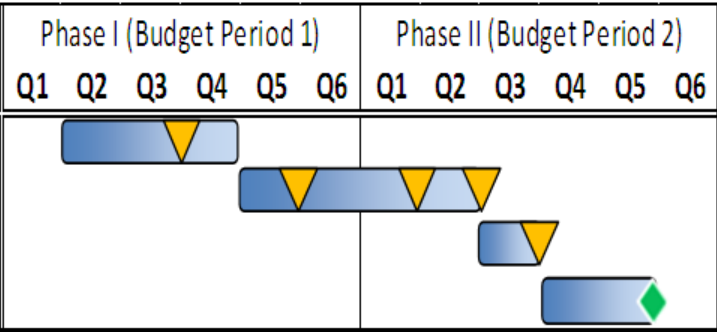 Phase I (Budget Period 1) Phase II (Budget Period 2)
Q1 Q2 Q3 Q4 Q5 Q6 Q1 Q2 Q3 Q4 Q5 Q6